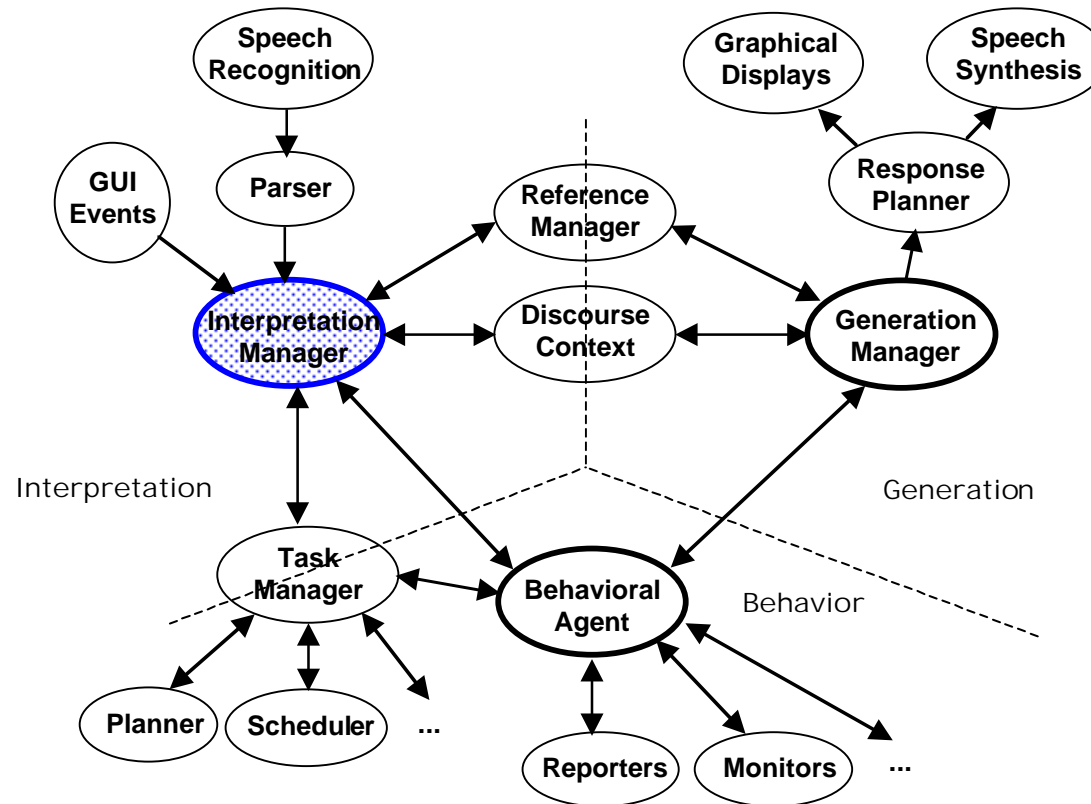 Speech
Recognition
Graphical
Displays
Speech
Synthesis
GUI
Events
Parser
Reference
Manager
Response
Planner
Interpretation
Manager
Discourse
Context
Generation
Manager
Interpretation
Generation
Task
Manager
Behavioral
Agent
Behavior
Planner
Scheduler
...
Reporters
Monitors
...